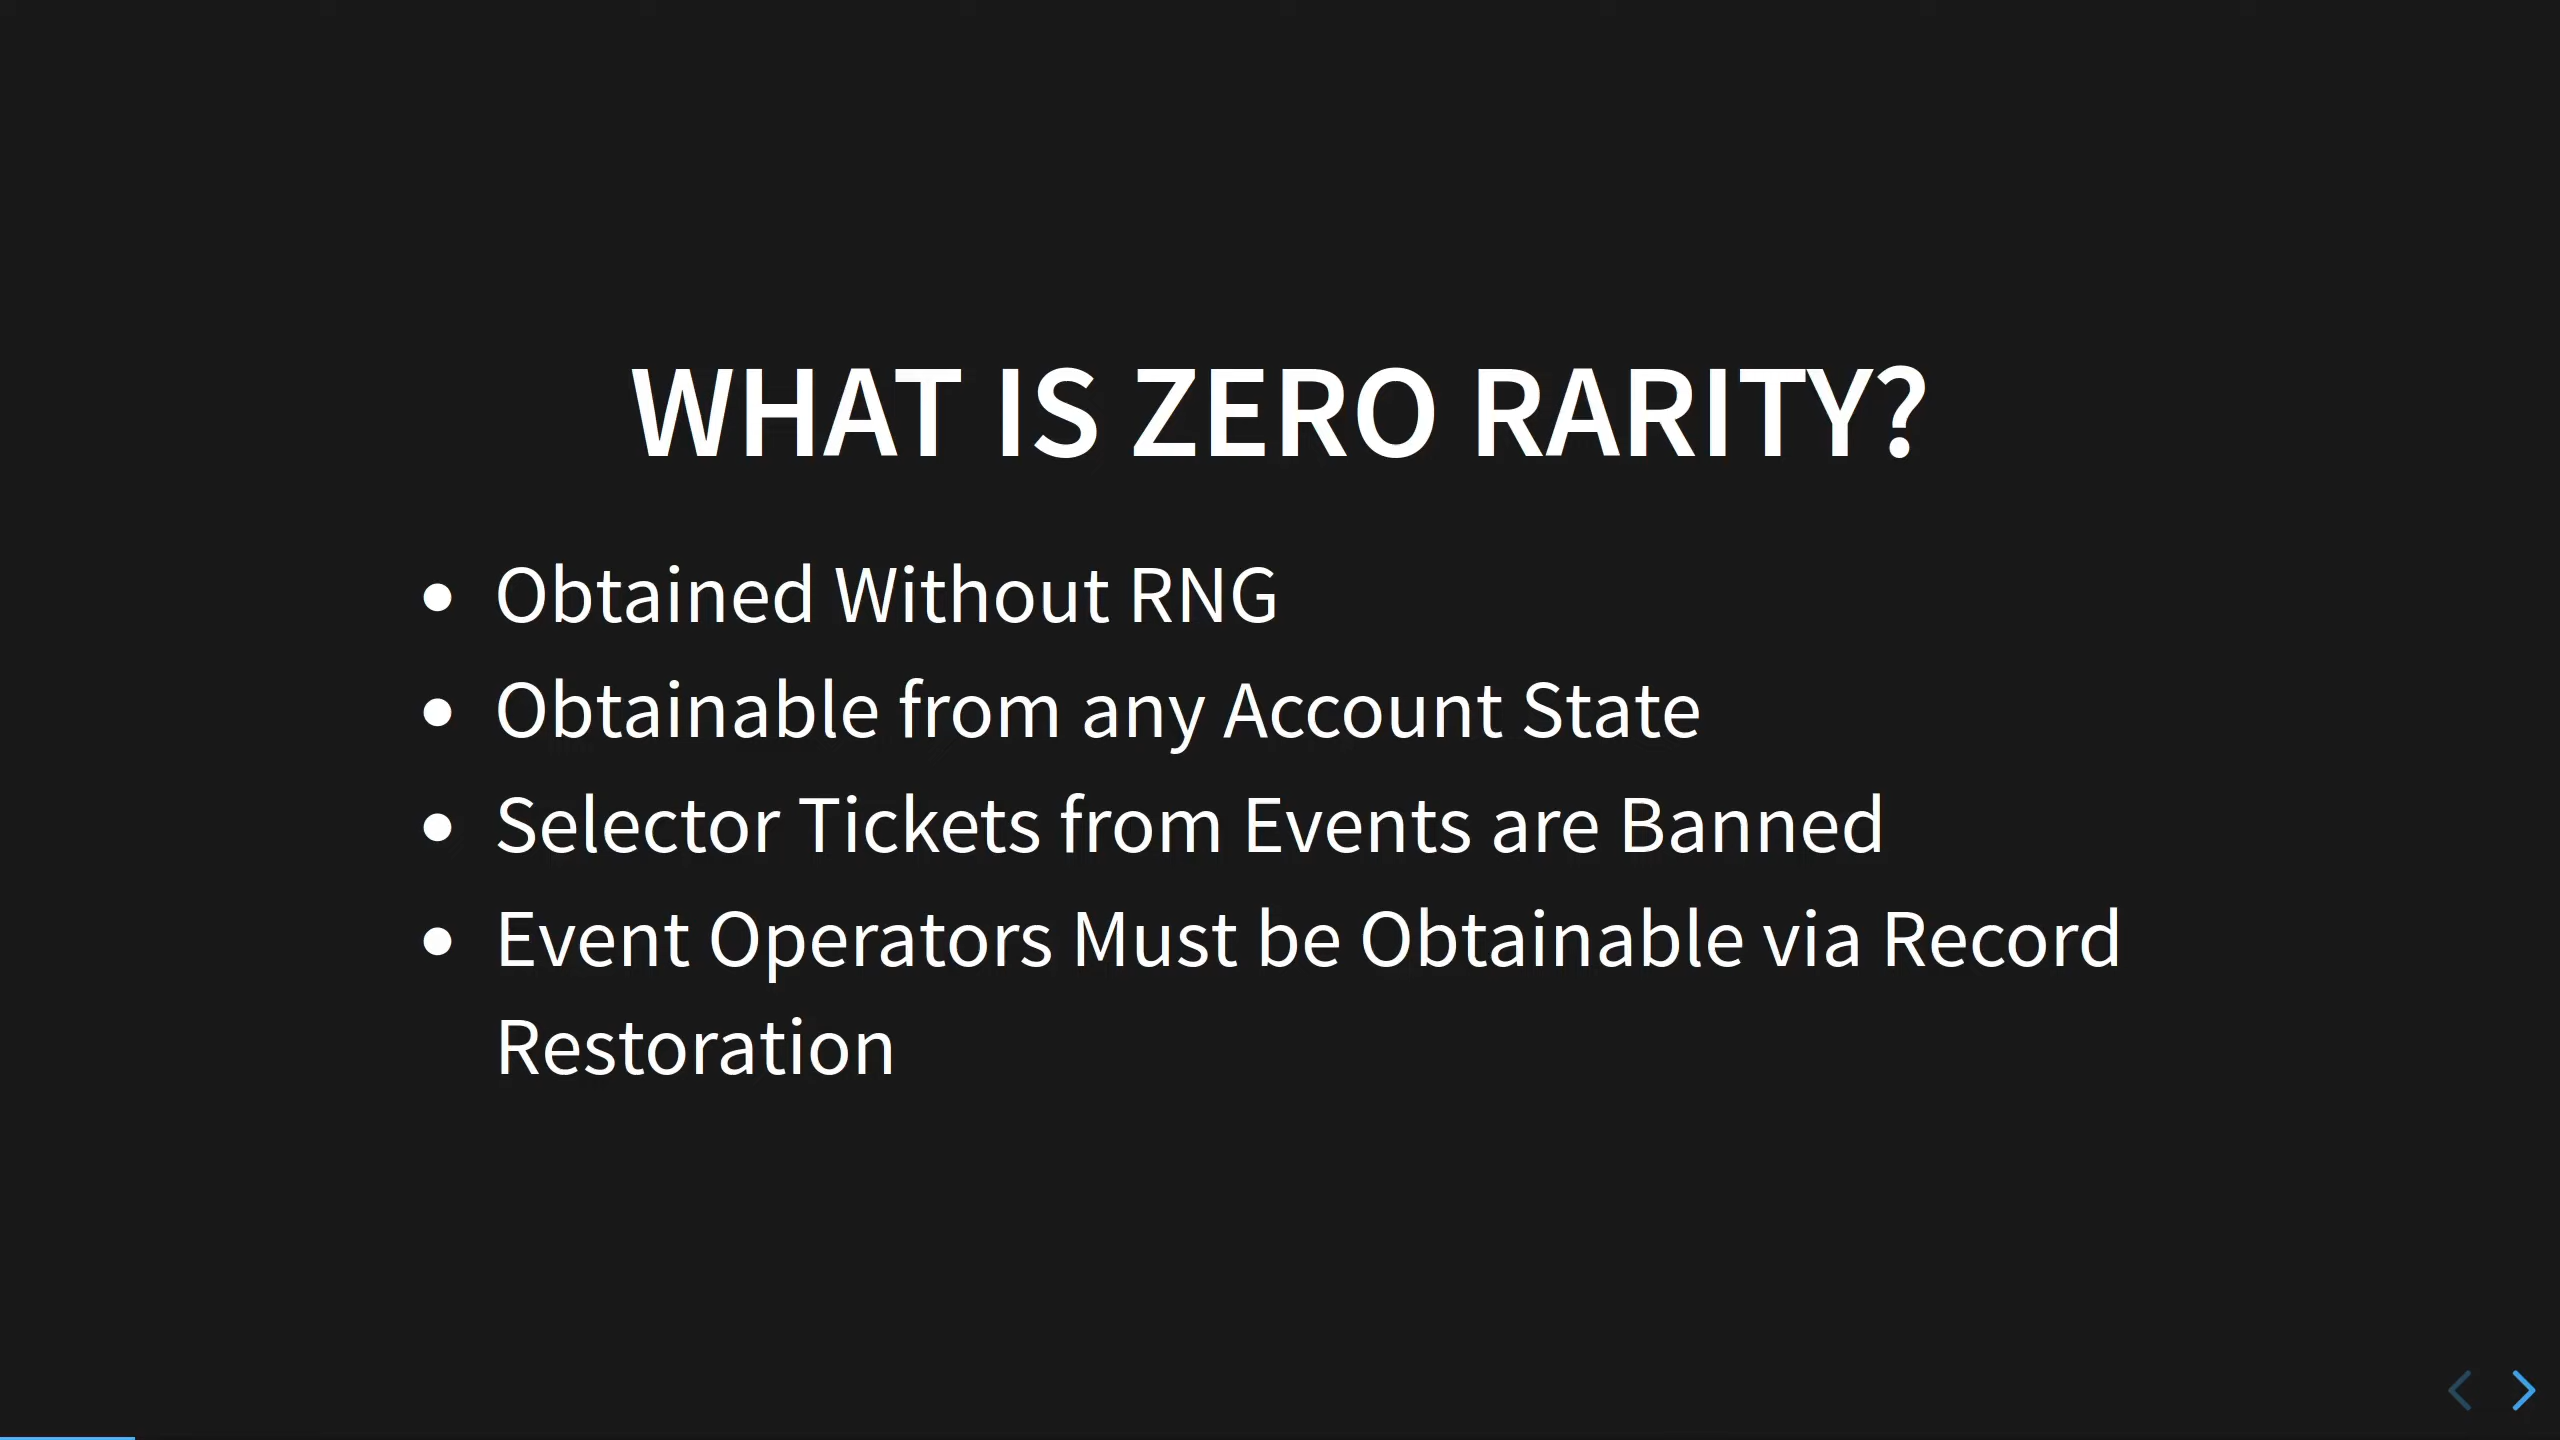 WHAT IS ZERO RARITY?
• Obtained Without RNG
• Obtainable from any Account State
• Selector Tickets from Events are Banned
• Event Operators Must be Obtainable via Record
Restoration